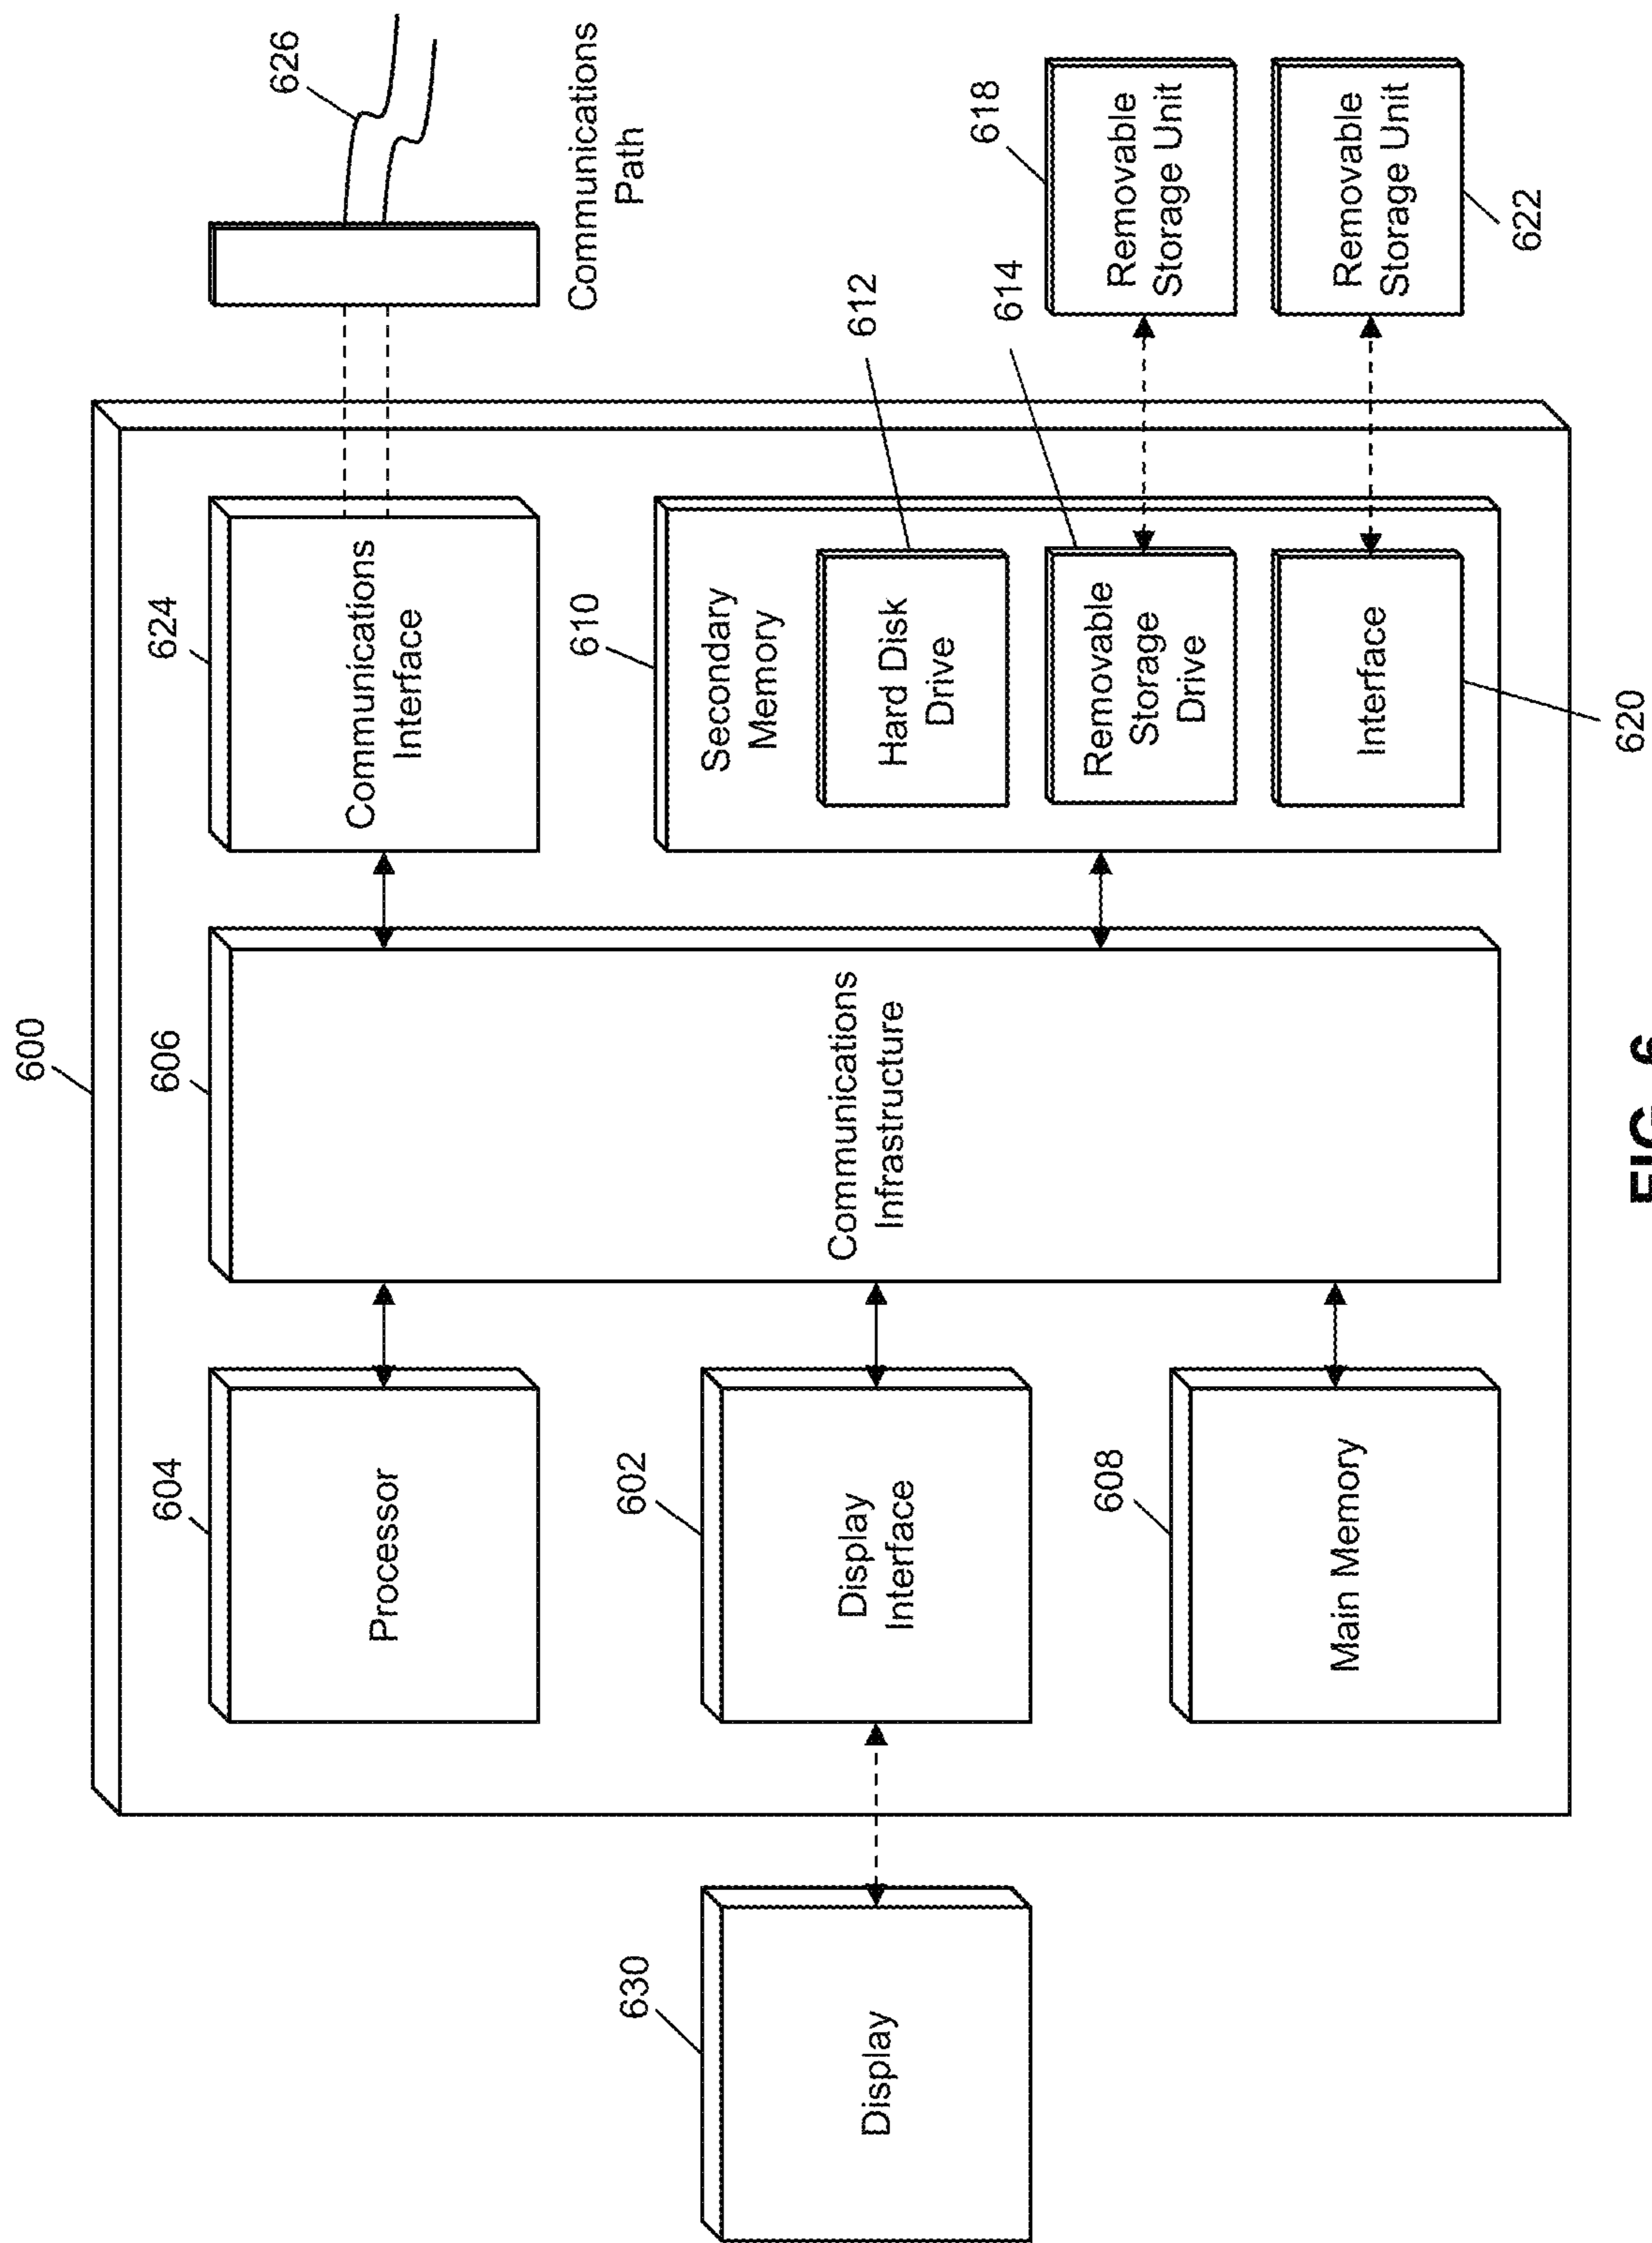 600
604
Processor
606
Communications
Infrastructure
624
Communications
Interface
626
Communications
Path
630
Display
602
Display
Interface
608
Main Memory
610
Secondary
Memory
612
Hard Disk
Drive
614
Removable
Storage
Drive
Interface
620
618
Removable
Storage Unit
Removable
Storage Unit
622
FIG. 6